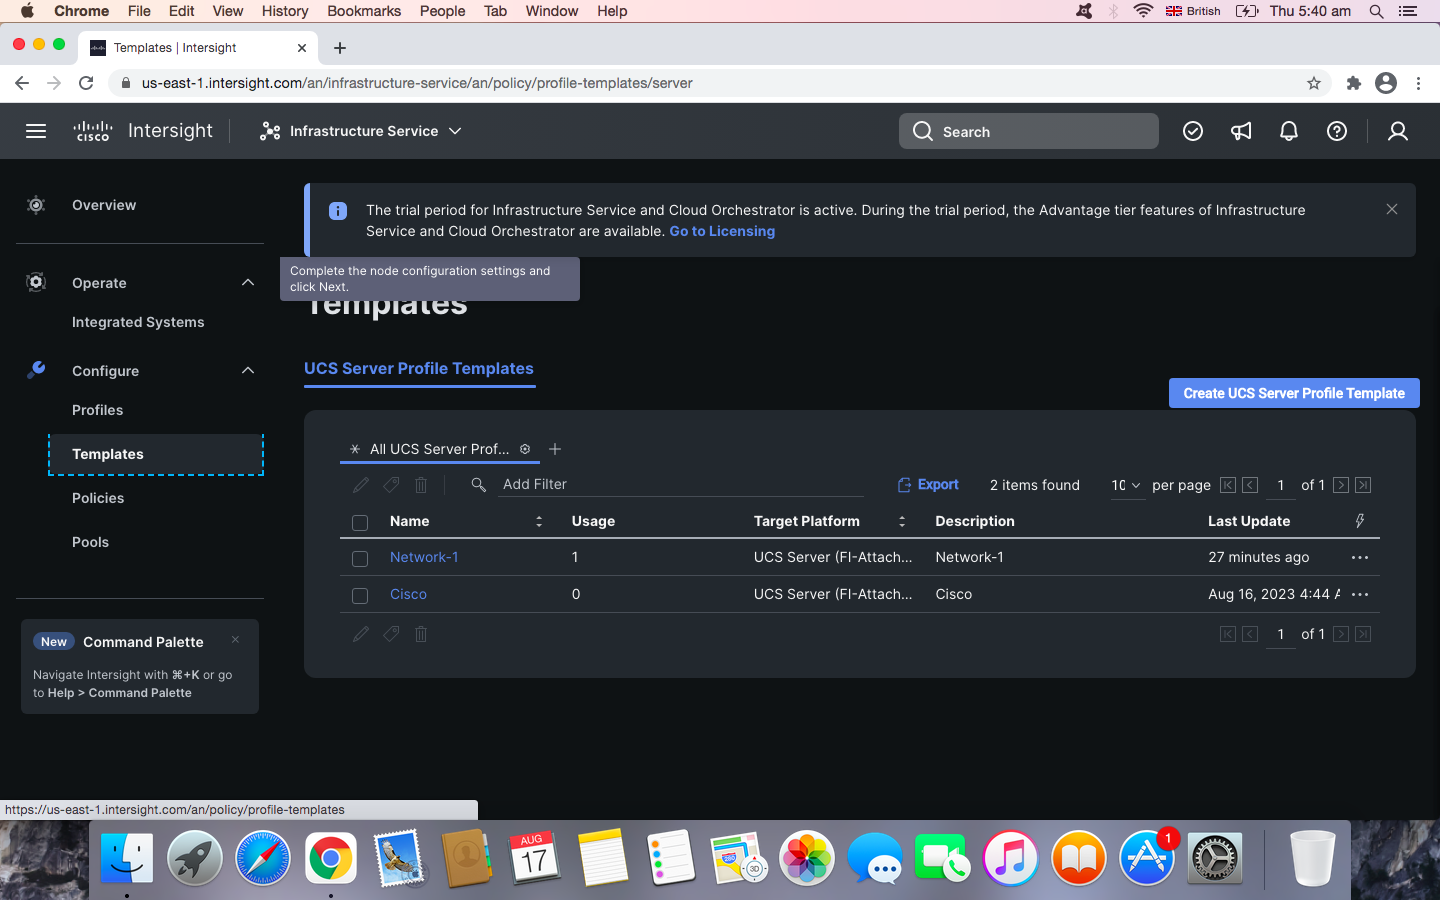 Chrome File Edit View History Bookmarks People Tab Window Help British Thu 5:40 am
Templates | Intersight
us-east-1.intersight.com/an/infrastructure-service/an/policy/profile-templates/server
CISCO Intersight Infrastructure Service Search
Overview
Operate
Integrated Systems
Configure
Profiles
Templates
Policies
Pools
New Command Palette
Navigate Intersight with ⌘+K or go
to Help > Command Palette
The trial period for Infrastructure Service and Cloud Orchestrator is active. During the trial period, the Advantage tier features of Infrastructure
Service and Cloud Orchestrator are available. Go to Licensing
Complete the node configuration settings and
click Next.
Templates
UCS Server Profile Templates
Create UCS Server Profile Template
All UCS Server Prof...
Add Filter Export 2 items found 10 per page 1 of 1
Name Usage Target Platform Description Last Update
Network-1 1 UCS Server (FI-Attach... Network-1 27 minutes ago
Cisco 0 UCS Server (FI-Attach... Cisco Aug 16, 2023 4:44 A
1 of 1
https://us-east-1.intersight.com/an/policy/profile-templates
AUG
17
280
3D
1